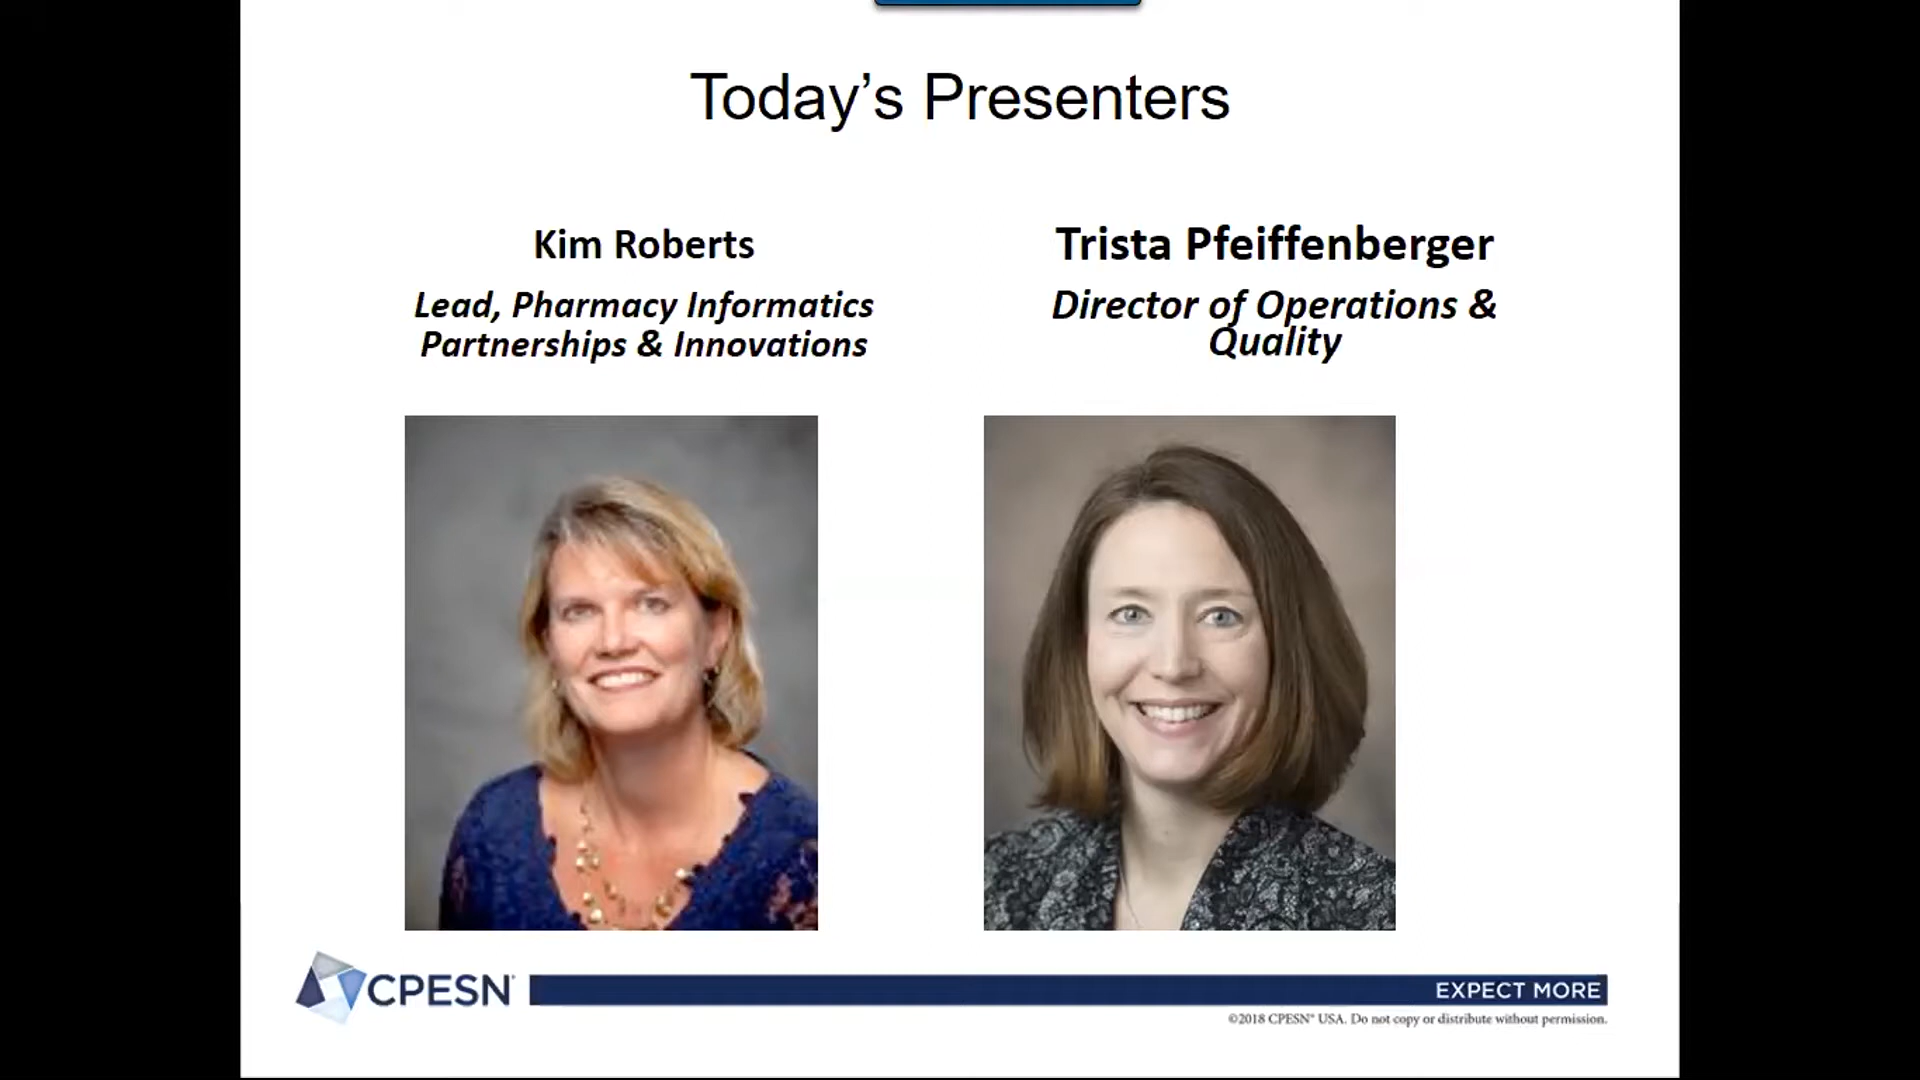 Today’s Presenters
Kim Roberts
Lead, Pharmacy Informatics
Partnerships & Innovations
Trista Pfeiffenberger
Director of Operations &
Quality
CPESN
EXPECT MORE
©2018 CPESN® USA. Do not copy or distribute without permission.